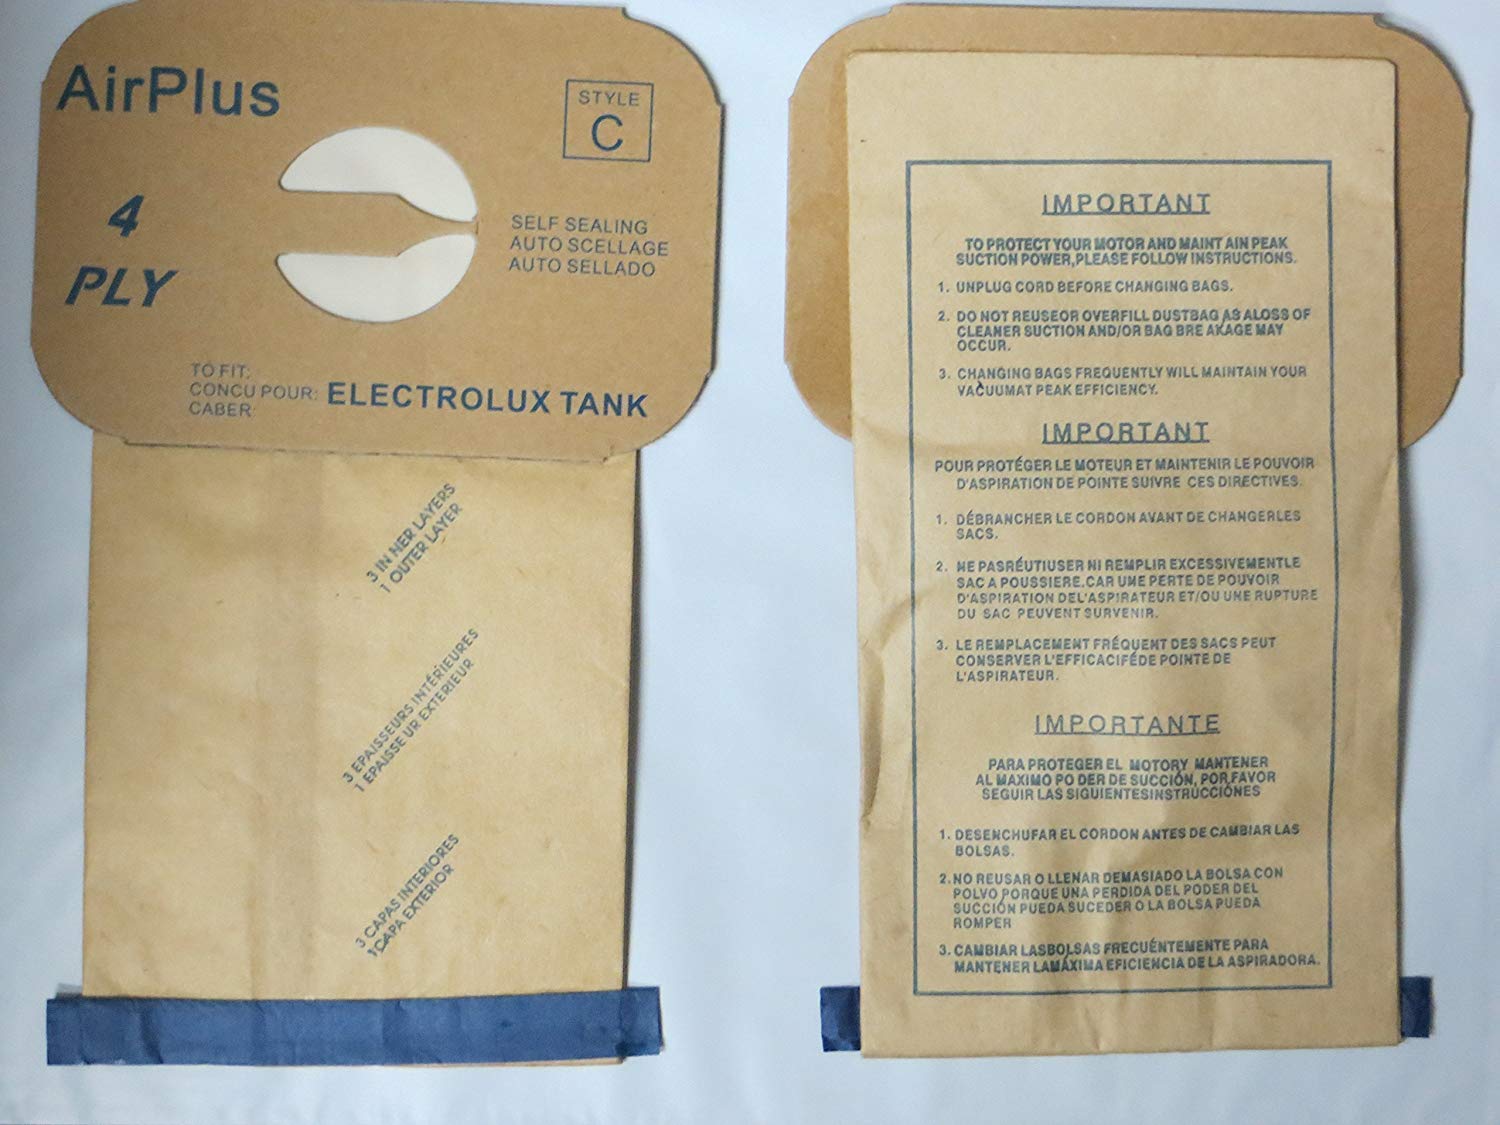 AirPlus
STYLE
C
4
PLY
SELF SEALING
AUTO SCELLAGE
AUTO SELLADO
TO FIT:
CONCU POUR: ELECTROLUX TANK
CABER:
3 IN NER LAYERS
1 OUTER LAYER
3 EPAISSEURS INTÉRIEURES
1 EPAISSE UR EXTERIEUR
3 CAPAS INTERIORES
1CAPA EXTERIOR
IMPORTANT
TO PROTECT YOUR MOTOR AND MAINT AIN PEAK
SUCTION POWER,PLEASE FOLLOW INSTRUCTIONS.
1. UNPLUG CORD BEFORE CHANGING BAGS.
2. DO NOT REUSEOR OVERFILL DUSTBAG AS ALOSS OF
CLEANER SUCTION AND/OR BAG BRE AKAGE MAY
OCCUR.
3. CHANGING BAGS FREQUENTLY WILL MAINTAIN YOUR
VACUUMAT PEAK EFFICIENCY.
IMPORTANT
POUR PROTÉGER LE MOTEUR ET MAINTENIR LE POUVOIR
D'ASPIRATION DE POINTE SUIVRE CES DIRECTIVES.
1. DÉBRANCHER LE CORDON AVANT DE CHANGERLES
SACS.
2. NE PASRÉUTIUSER NI REMPLIR EXCESSIVEMENTLE
SAC A POUSSIERE.CAR UNE PERTE DE POUVOIR
D'ASPIRATION DEL'ASPIRATEUR ET/OU UNE RUPTURE
DU SAC PEUVENT SURVENIR.
3. LE REMPLACEMENT FRÉQUENT DES SACS PEUT
CONSERVER L'EFFICACIFÉDE POINTE DE
L'ASPIRATEUR.
IMPORTANTE
PARA PROTEGER EL MOTORY MANTENER
AL MAXIMO PO DER DE SUCCIÓN, POR FAVOR
SEGUIR LAS SIGUIENTESINSTRUCCIÓNES
1. DESENCHUFAR EL CORDON ANTES DE CAMBIAR LAS
BOLSAS.
2. NO REUSAR O LLENAR DEMASIADO LA BOLSA CON
POLVO PORQUE UNA PERDIDA DEL PODER DEL
SUCCIÓN PUEDA SUCEDER O LA BOLSA PUEDA
ROMPER
3. CAMBIAR LASBOLSAS FRECUÉNTEMENTE PARA
MANTENER LAMÁXIMA EFICIENCIA DE LA ASPIRADORA.